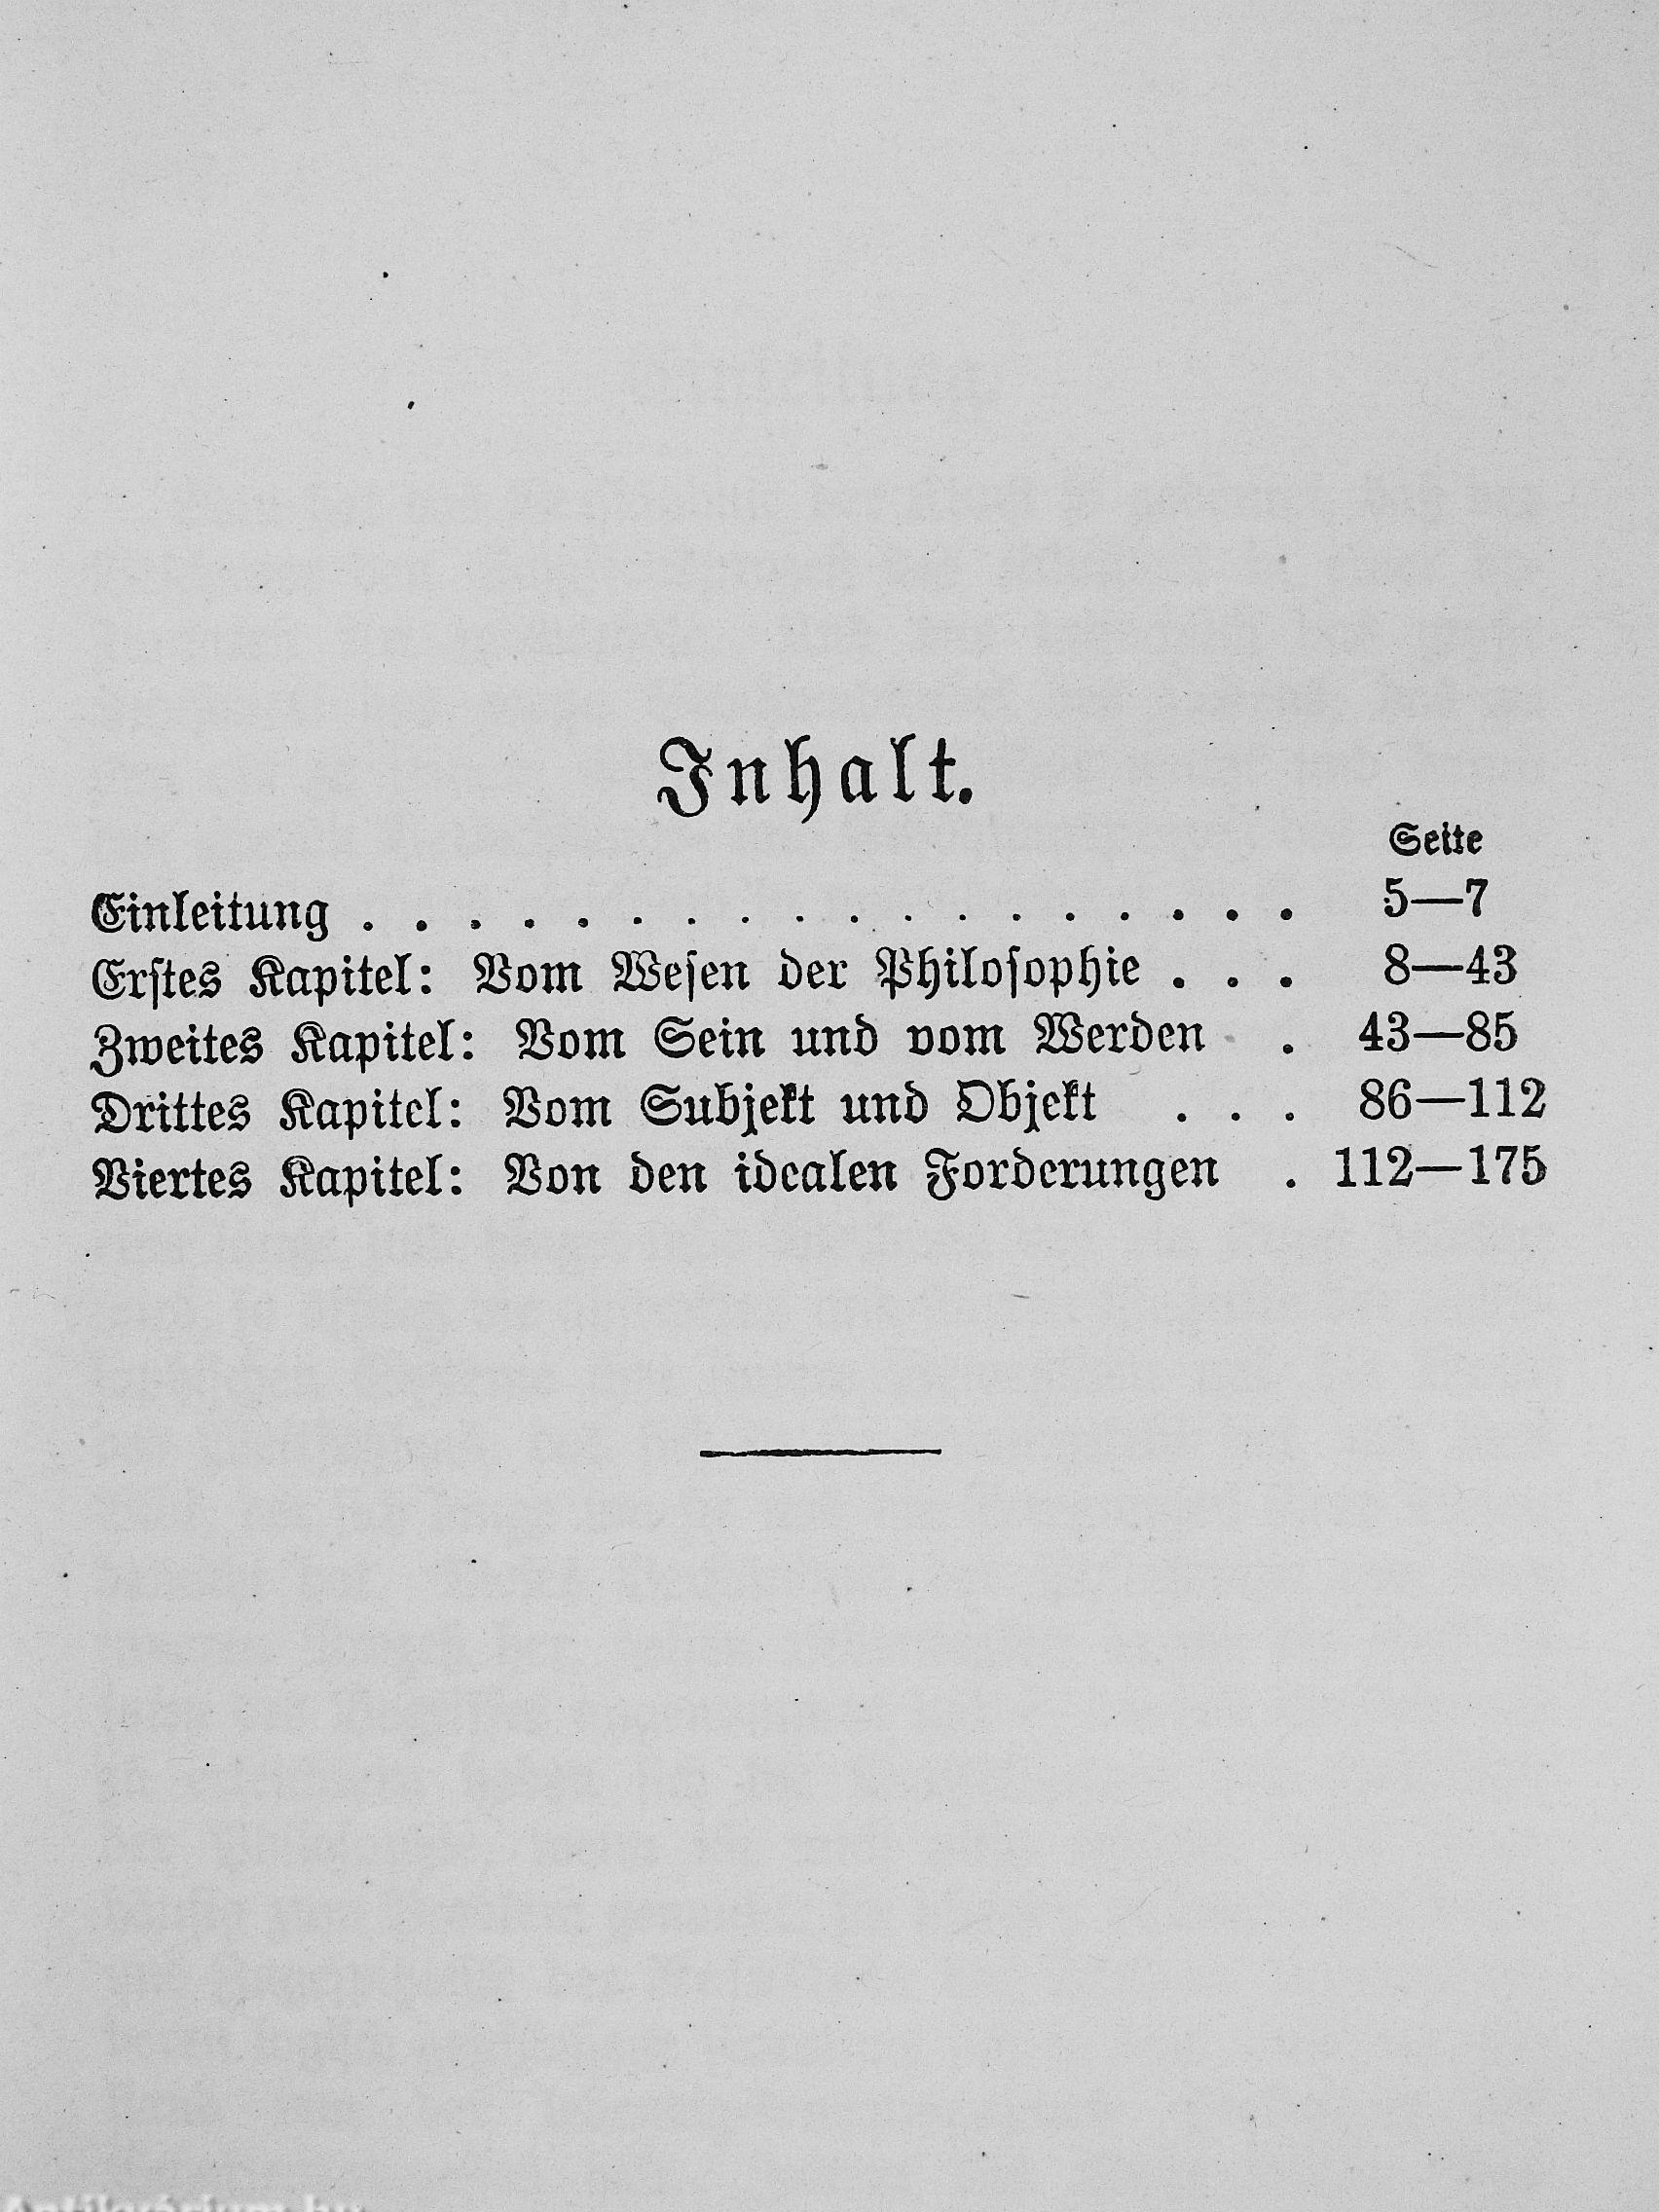 Inhalt.
Seite
Einleitung . . . . . . . . . . . . . . . . . . 5—7
Erſtes Kapitel: Vom Weſen der Philoſophie . . . 8—43
Zweites Kapitel: Vom Sein und vom Werden . 43—85
Drittes Kapitel: Vom Subjekt und Objekt . . . 86—112
Viertes Kapitel: Von den idealen Forderungen . 112—175